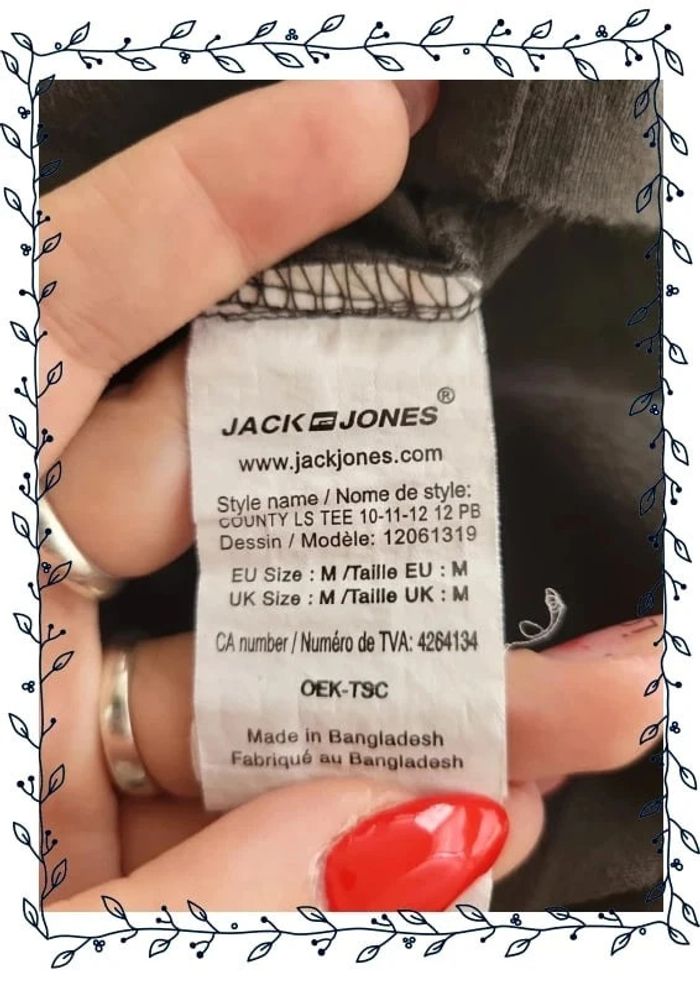 JACK JONES®
www.jackjones.com
Style name / Nome de style:
COUNTY LS TEE 10-11-12 12 PB
Dessin / Modèle: 12061319
EU Size : M /Taille EU : M
UK Size : M /Taille UK : M
CA number / Numéro de TVA: 4264134
OEK-TSC
Made in Bangladesh
Fabriqué au Bangladesh